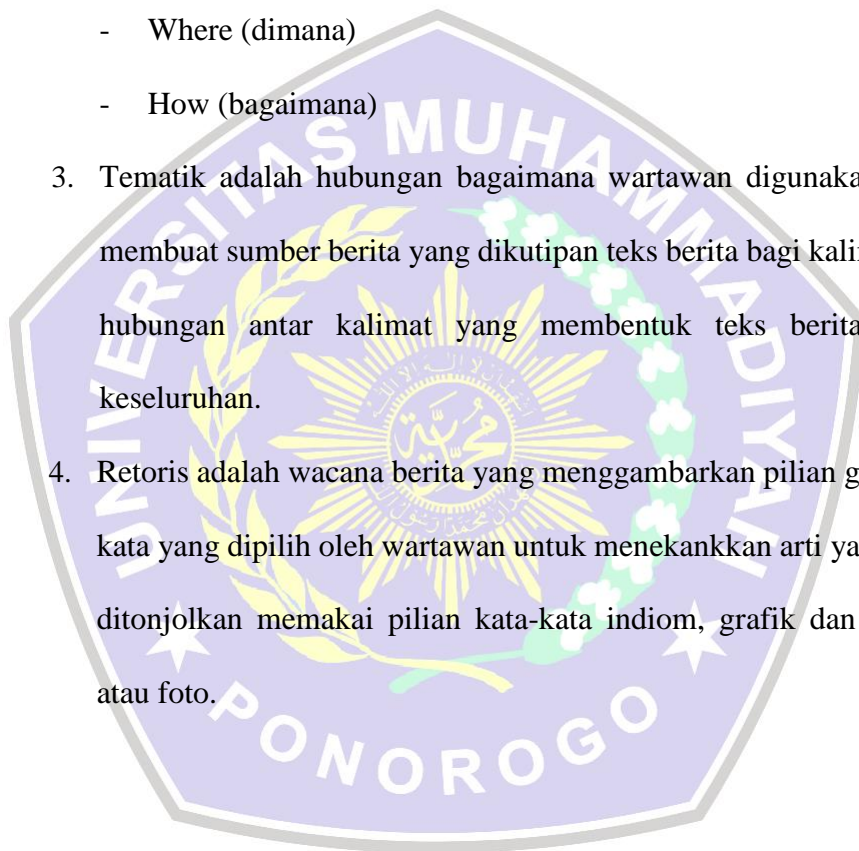 - Where (dimana)
- How (bagaimana)
3. Tematik adalah hubungan bagaimana wartawan digunaka
membuat sumber berita yang dikutipan teks berita bagi kali
hubungan antar kalimat yang membentuk teks berita
keseluruhan.
4. Retoris adalah wacana berita yang menggambarkan pilian g
kata yang dipilih oleh wartawan untuk menekankkan arti ya
ditonjolkan memakai pilian kata-kata indiom, grafik dan
atau foto.
UNIVERSITAS MUHAMMADIYAH
PONOROGO